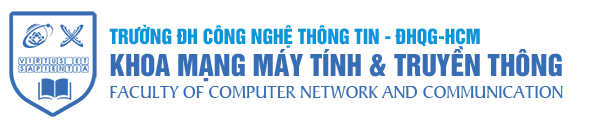 VIRTUS ET
SAPIENTIA
TRƯỜNG ĐH CÔNG NGHỆ THÔNG TIN - ĐHQG-HCM
KHOA MẠNG MÁY TÍNH & TRUYỀN THÔNG
FACULTY OF COMPUTER NETWORK AND COMMUNICATION